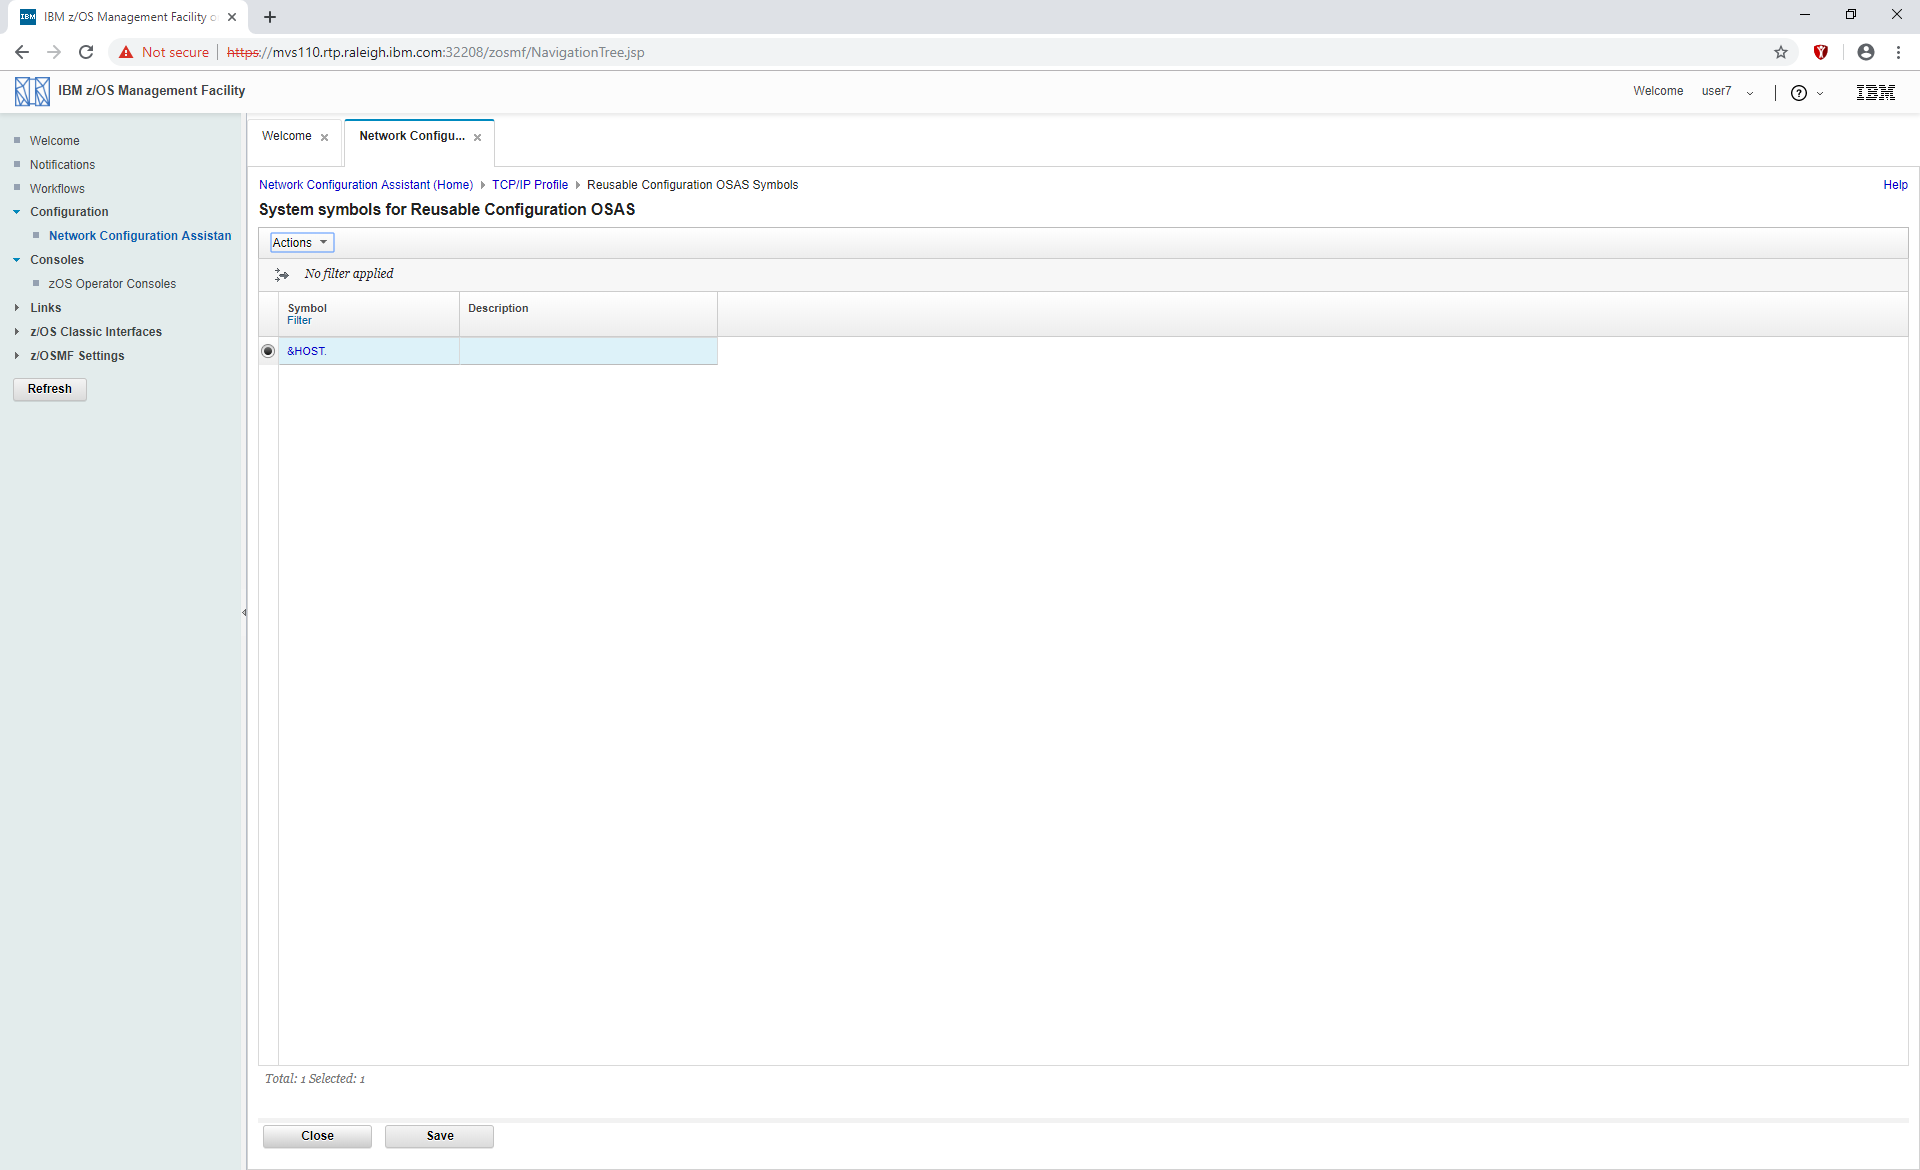 IBM IBM z/OS Management Facility o
Not secure https://mvs110.rtp.raleigh.ibm.com:32208/zosmf/NavigationTree.jsp
IBM z/OS Management Facility
Welcome user7
IBM
Welcome
Notifications
Workflows
Configuration
Network Configuration Assistan
Consoles
zOS Operator Consoles
Links
z/OS Classic Interfaces
z/OSMF Settings
Refresh
Welcome
Network Configu...
Network Configuration Assistant (Home) TCP/IP Profile Reusable Configuration OSAS Symbols
Help
System symbols for Reusable Configuration OSAS
Actions
No filter applied
Symbol Description
Filter
&HOST.
Total: 1 Selected: 1
Close Save